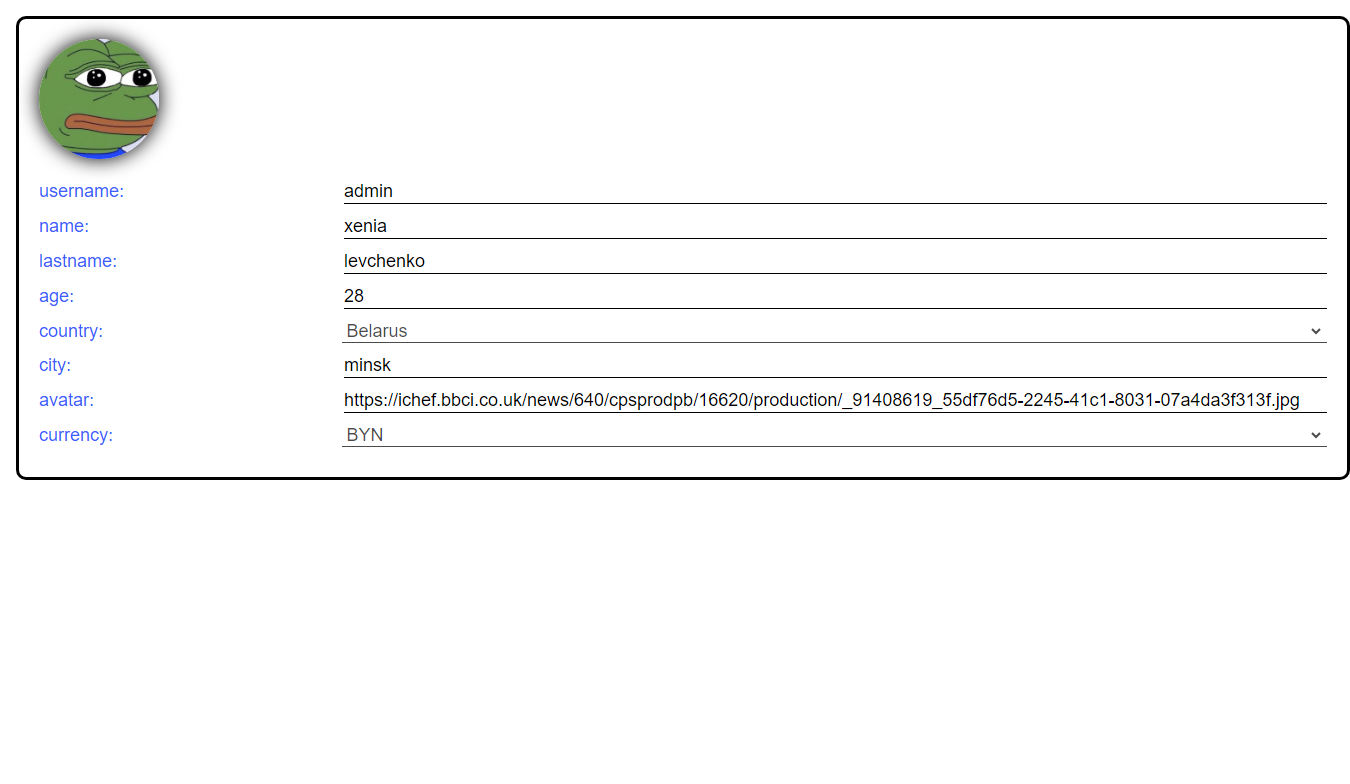 username: admin
name: xenia
lastname: levchenko
age: 28
country: Belarus
city: minsk
avatar: https://ichef.bbci.co.uk/news/640/cpsprodpb/16620/production/_91408619_55df76d5-2245-41c1-8031-07a4da3f313f.jpg
currency: BYN